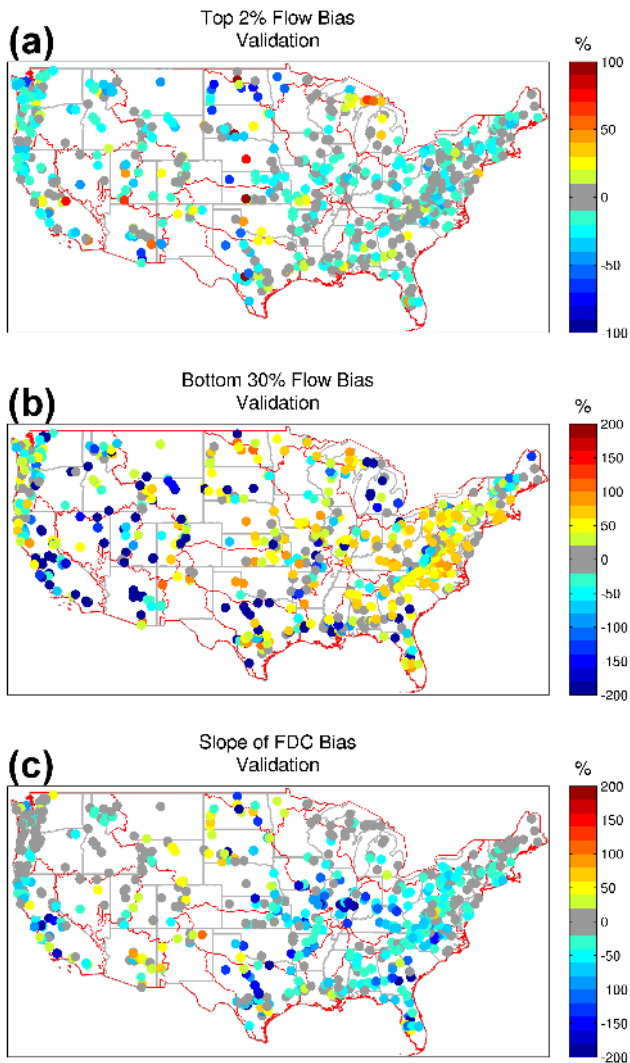 (a)
Top 2% Flow Bias
Validation
%
100
50
0
-50
-100
(b)
Bottom 30% Flow Bias
Validation
%
200
150
100
50
0
-50
-100
-150
-200
(c)
Slope of FDC Bias
Validation
%
200
150
100
50
0
-50
-100
-150
-200